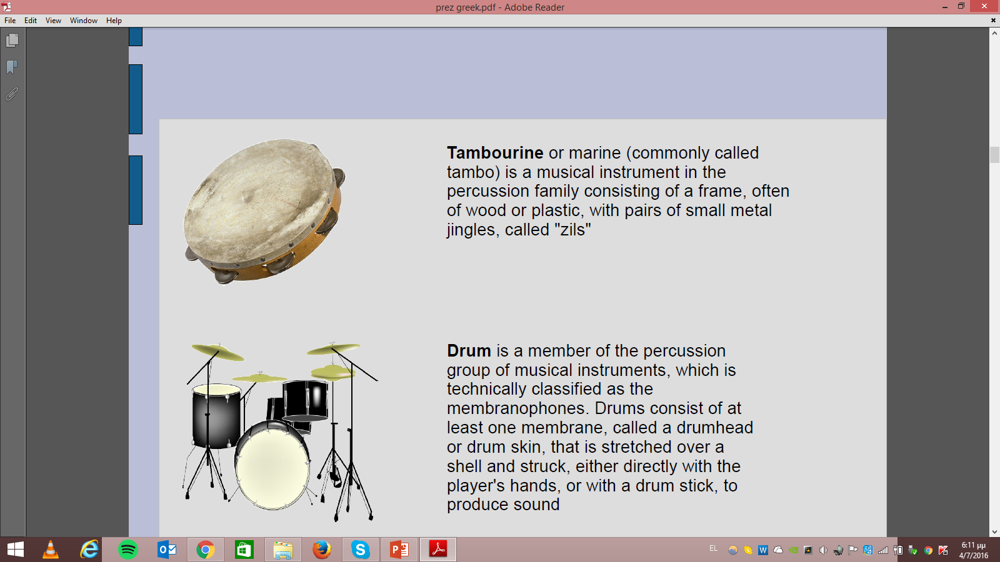 prez greek.pdf - Adobe Reader
File Edit View Window Help
Tambourine or marine (commonly called
tambo) is a musical instrument in the
percussion family consisting of a frame, often
of wood or plastic, with pairs of small metal
jingles, called "zils"
Drum is a member of the percussion
group of musical instruments, which is
technically classified as the
membranophones. Drums consist of at
least one membrane, called a drumhead
or drum skin, that is stretched over a
shell and struck, either directly with the
player's hands, or with a drum stick, to
produce sound
EL
6:11 μμ
4/7/2016